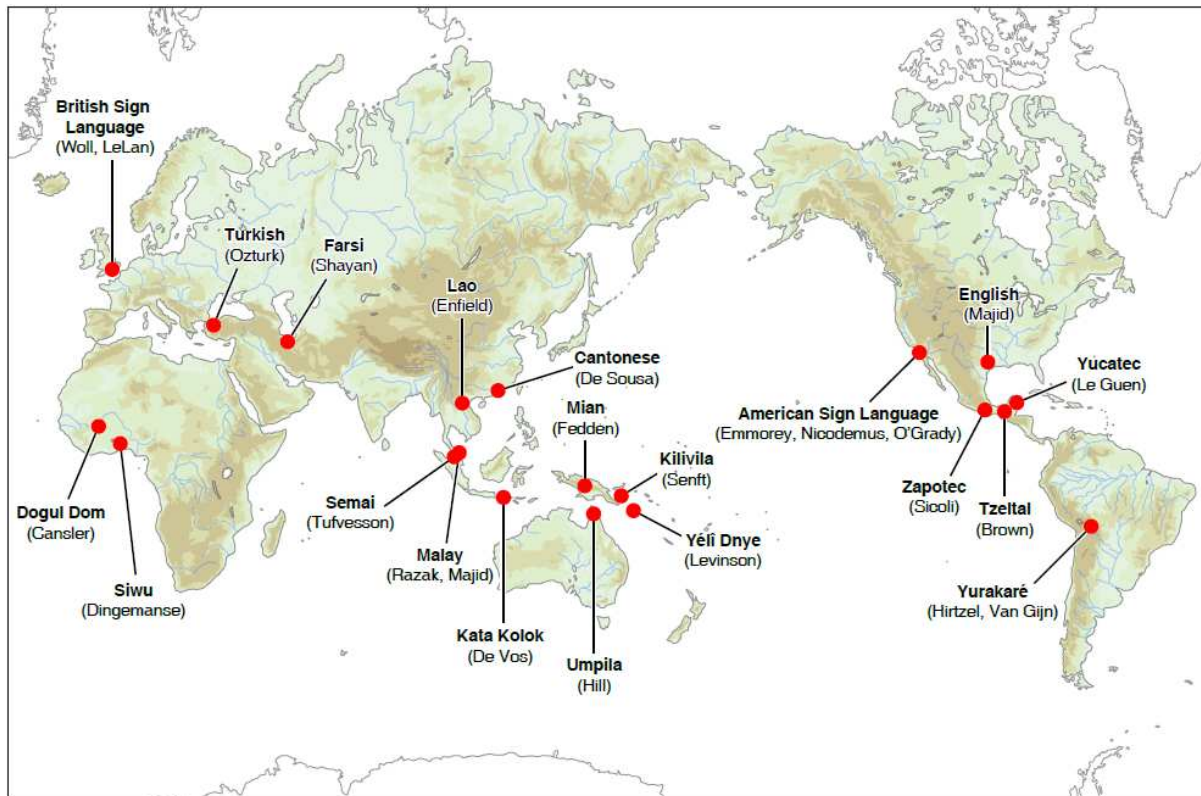 British Sign
Language
(Woll, LeLan)
Turkish
(Ozturk)
Farsi
(Shayan)
Lao
(Enfield)
English
(Majid)
Cantonese
(De Sousa)
Yucatec
(Le Guen)
Mian
(Fedden)
American Sign Language
(Emmorey, Nicodemus, O'Grady)
Kilivila
(Senft)
Zapotec
(Sicoli)
Semai
(Tufvesson)
Tzeltal
(Brown)
Dogul Dom
(Cansler)
Yélî Dnye
(Levinson)
Malay
(Razak, Majid)
Siwu
(Dingemanse)
Yurakaré
(Hirtzel, Van Gijn)
Kata Kolok
(De Vos)
Umpila
(Hill)